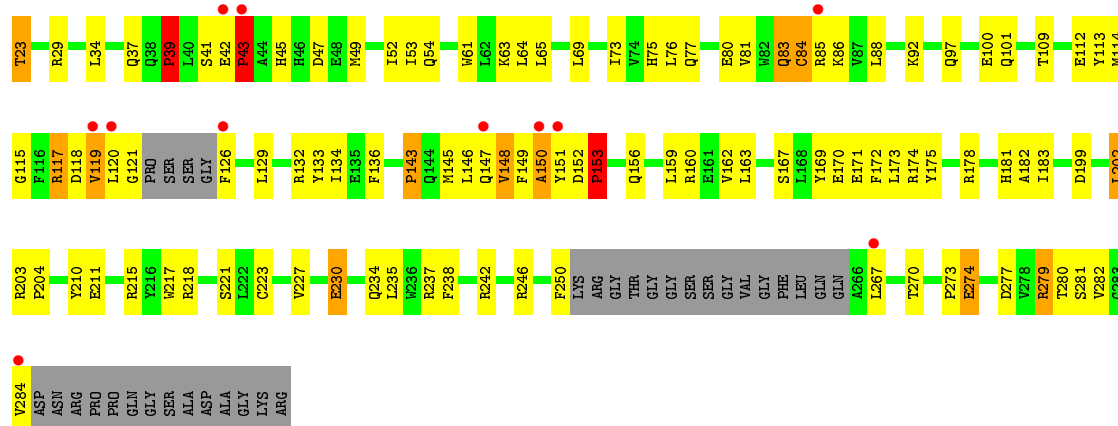 T23 R29 L34 Q37 Q38 P39 L40 S41 E42 P43 A44 H45 H46 D47 E48 M49 I52 I53 Q54 W61 L62 K63 L64 L65 L69 I73 V74 H75 L76 Q77 E80 V81 W82 Q83 C84 R85 K86 V87 L88 K92 Q97 E100 Q101 T109 E112 Y113 M114
G115 F116 R117 D118 V119 L120 G121 PRO SER SER GLY F126 L129 R132 Y133 I134 E135 F136 P143 Q144 M145 L146 Q147 V148 F149 A150 Y151 D152 P153 Q156 L159 R160 E161 V162 L163 S167 L168 Y169 E170 E171 F172 L173 R174 Y175 R178 H181 A182 I183 D199 L202
R203 P204 Y210 E211 R215 Y216 W217 R218 S221 L222 C223 V227 E230 Q234 L235 W236 R237 F238 R242 R246 F250 LYS ARG GLY THR GLY GLY SER SER GLY VAL GLY PHE LEU GLN GLN A266 L267 T270 P273 E274 D277 V278 R279 T280 S281 V282
V284 ASP ASN ARG PRO PRO GLN GLY SER ALA ASP ALA GLY LYS ARG